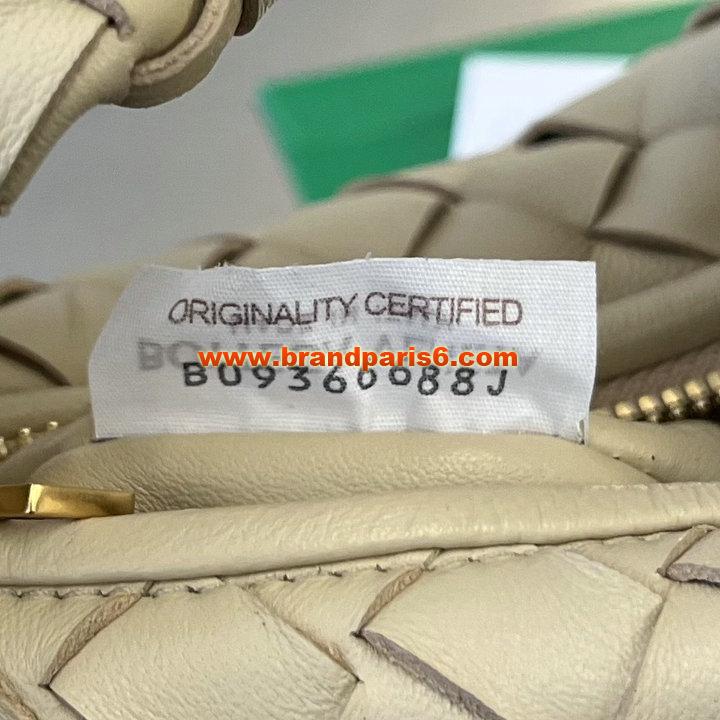 ORIGINALITY CERTIFIED
www.brandparis6.com
B09360088J